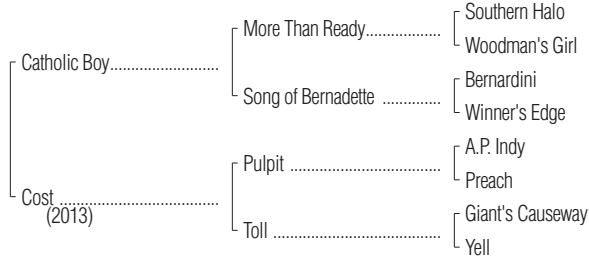 Southern Halo
More Than Ready..................
Woodman's Girl
Catholic Boy..........................
Bernardini
Song of Bernadette ..............
Winner's Edge
A.P. Indy
Pulpit ....................................
Preach
Cost ......................................
(2013)
Giant's Causeway
Toll ........................................
Yell